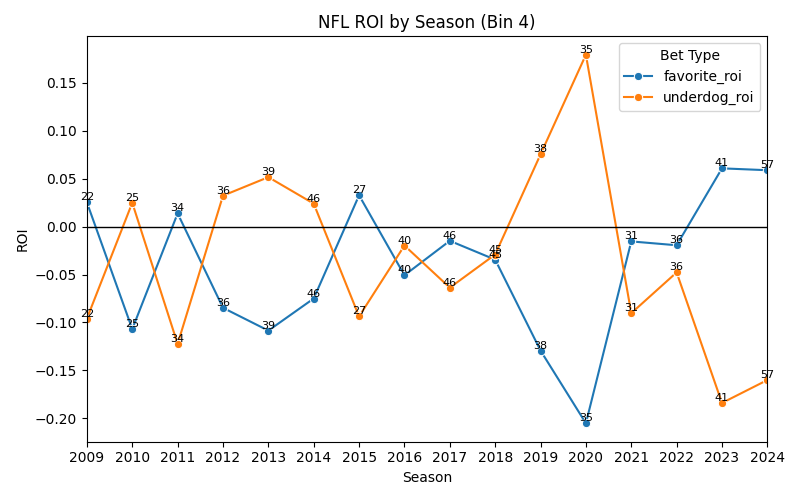 NFL ROI by Season (Bin 4)
Bet Type
favorite_roi
underdog_roi
ROI
0.15
0.10
0.05
0.00
−0.05
−0.10
−0.15
−0.20
22 25 34 36 39 46 27 40 46 45 38 35 31 36 41 57
22 25 34 36 39 46 27 40 46 45 38 35 31 36 41 57
2009 2010 2011 2012 2013 2014 2015 2016 2017 2018 2019 2020 2021 2022 2023 2024
Season